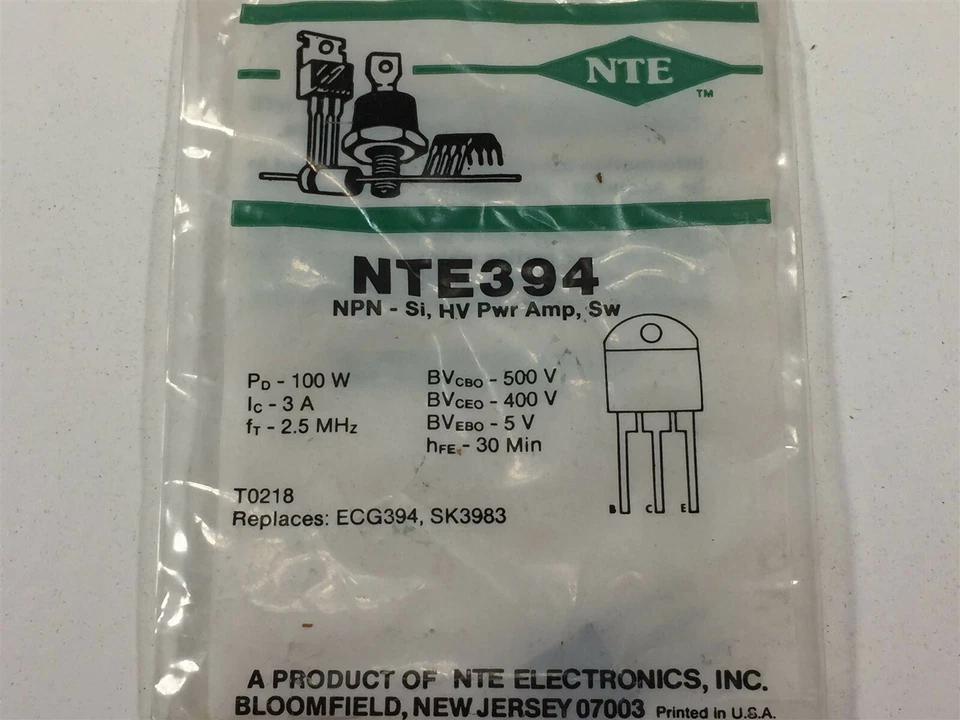 NTE
TM
NTE394
NPN - Si, HV Pwr Amp, Sw
PD - 100 W
IC - 3 A
fT - 2.5 MHz
BVCBO - 500 V
BVCEO - 400 V
BVEBO - 5 V
hFE - 30 Min
B C E
T0218
Replaces: ECG394, SK3983
A PRODUCT OF NTE ELECTRONICS, INC.
BLOOMFIELD, NEW JERSEY 07003 Printed in U.S.A.